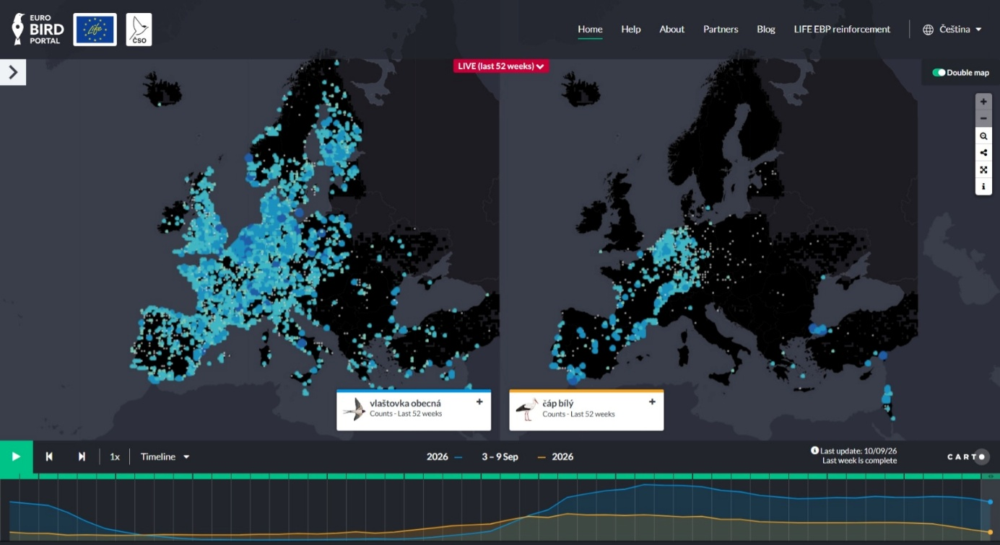 EURO
BIRD
PORTAL
Life
ČSO
Home
Help
About
Partners
Blog
LIFE EBP reinforcement
Čeština
LIVE (last 52 weeks)
Double map
vlaštovka obecná
Counts - Last 52 weeks
čáp bílý
Counts - Last 52 weeks
1x
Timeline
2026
3 – 9 Sep
2026
Last update: 10/09/26
Last week is complete
CARTO